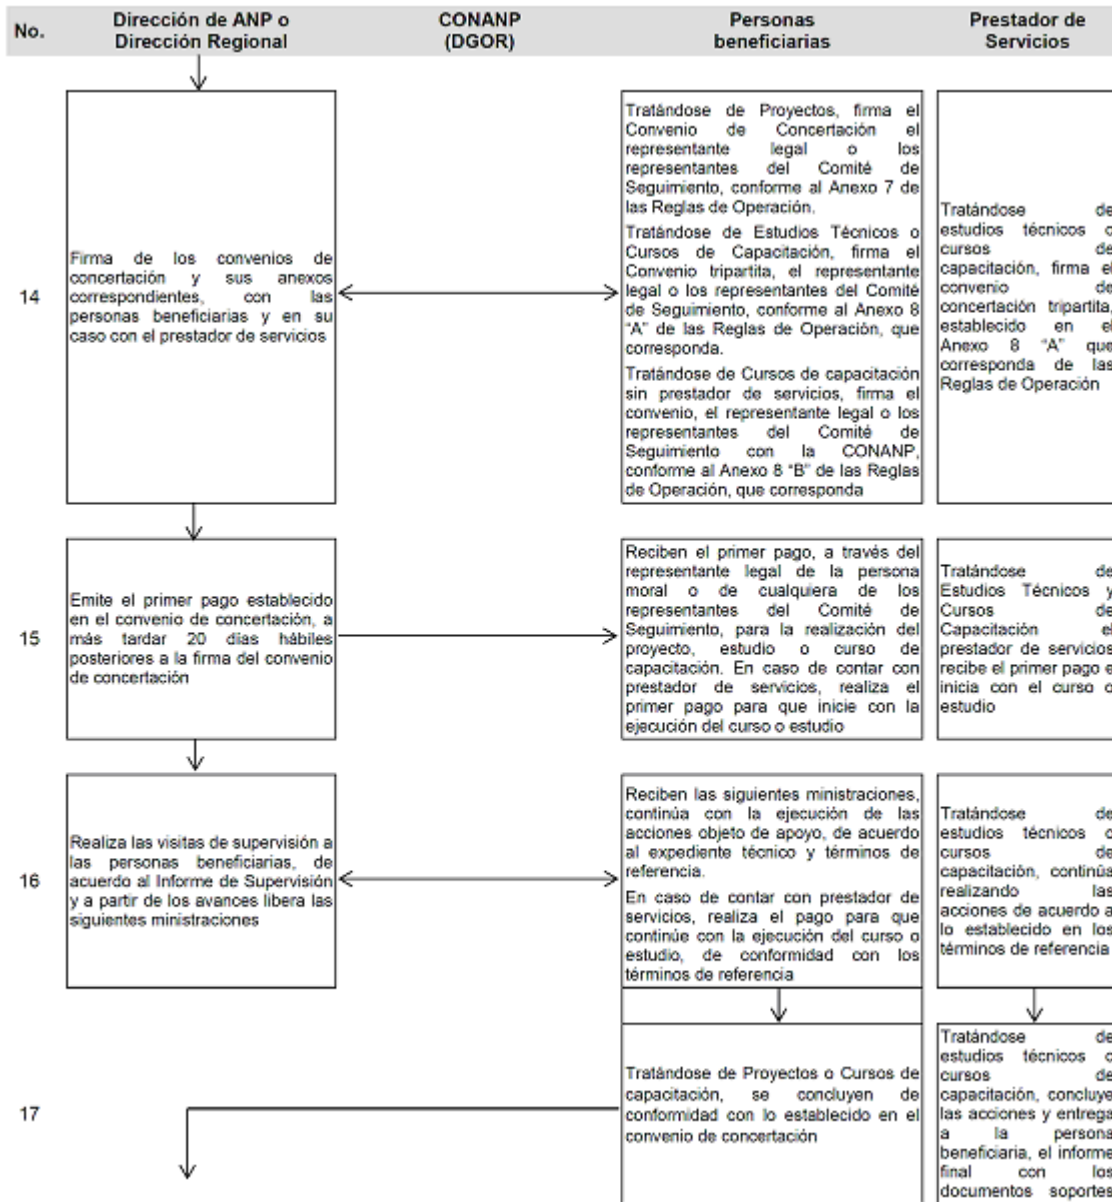 No.
Dirección de ANP o
Dirección Regional
CONANP
(DGOR)
Personas
beneficiarias
Prestador de
Servicios
14
Firma de los convenios de
concertación y sus anexos
correspondientes, con las
personas beneficiarias y en su
caso con el prestador de servicios
Tratándose de Proyectos, firma el
Convenio de Concertación el
representante legal o los
representantes del Comité de
Seguimiento, conforme al Anexo 7 de
las Reglas de Operación.
Tratándose de Estudios Técnicos o
Cursos de Capacitación, firma el
Convenio tripartita, el representante
legal o los representantes del Comité
de Seguimiento, conforme al Anexo 8
"A" de las Reglas de Operación, que
corresponda.
Tratándose de Cursos de capacitación
sin prestador de servicios, firma el
convenio, el representante legal o los
representantes del Comité de
Seguimiento con la CONANP,
conforme al Anexo 8 "B" de las Reglas
de Operación, que corresponda
Tratándose de
estudios técnicos o
cursos de
capacitación, firma el
convenio de
concertación tripartita,
establecido en el
Anexo 8 "A" que
corresponda de las
Reglas de Operación
15
Emite el primer pago establecido
en el convenio de concertación, a
más tardar 20 días hábiles
posteriores a la firma del convenio
de concertación
Reciben el primer pago, a través del
representante legal de la persona
moral o de cualquiera de los
representantes del Comité de
Seguimiento, para la realización del
proyecto, estudio o curso de
capacitación. En caso de contar con
prestador de servicios, realiza el
primer pago para que inicie con la
ejecución del curso o estudio
Tratándose de
Estudios Técnicos y
Cursos de
Capacitación el
prestador de servicios
recibe el primer pago e
inicia con el curso o
estudio
16
Realiza las visitas de supervisión a
las personas beneficiarias, de
acuerdo al Informe de Supervisión
y a partir de los avances libera las
siguientes ministraciones
Reciben las siguientes ministraciones,
continúa con la ejecución de las
acciones objeto de apoyo, de acuerdo
al expediente técnico y términos de
referencia.
En caso de contar con prestador de
servicios, realiza el pago para que
continúe con la ejecución del curso o
estudio, de conformidad con los
términos de referencia
Tratándose de
estudios técnicos o
cursos de
capacitación, continúa
realizando las
acciones de acuerdo a
lo establecido en los
términos de referencia
17
Tratándose de Proyectos o Cursos de
capacitación, se concluyen de
conformidad con lo establecido en el
convenio de concertación
Tratándose de
estudios técnicos o
cursos de
capacitación, concluye
las acciones y entrega
a la persona
beneficiaria, el informe
final con los
documentos soportes